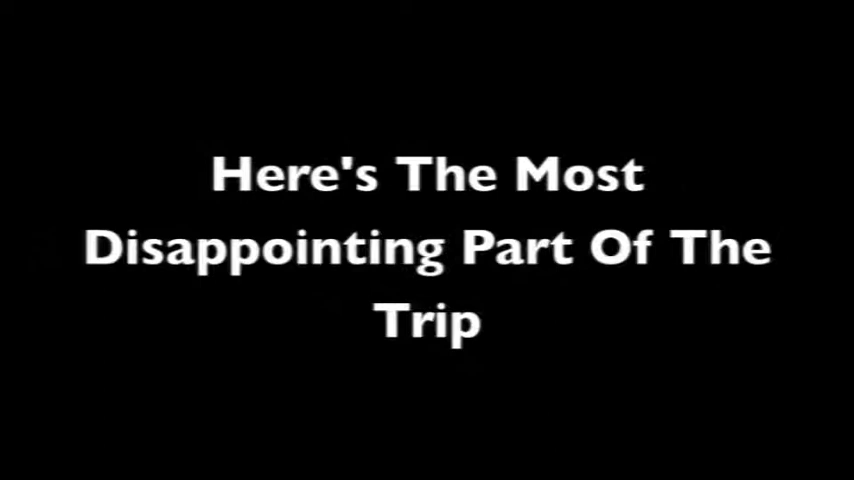 Here's The Most
Disappointing Part Of The
Trip